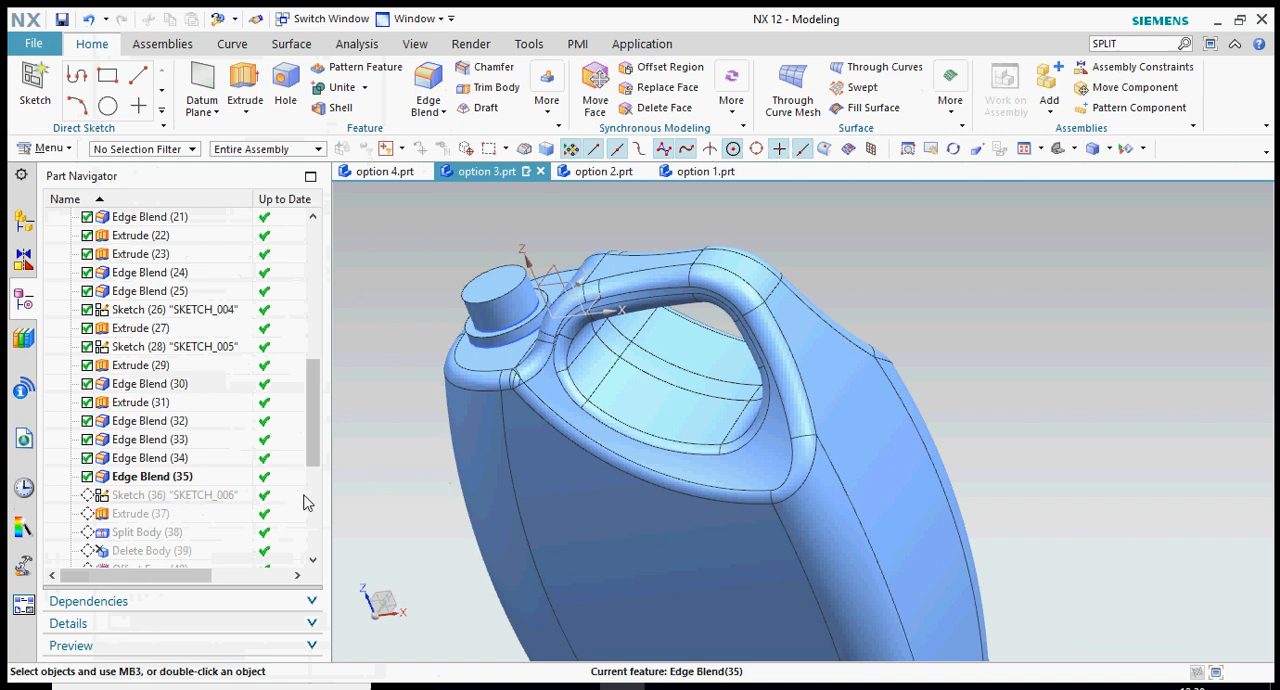 NX Switch Window Window NX 12 - Modeling SIEMENS
File Home Assemblies Curve Surface Analysis View Render Tools PMI Application SPLIT
Sketch
Direct Sketch
Datum Plane Extrude Hole Pattern Feature Unite Shell Edge Blend Chamfer Trim Body Draft More
Feature
Move Face Offset Region Replace Face Delete Face More
Synchronous Modeling
Through Curve Mesh Through Curves Swept Fill Surface More
Surface
Work on Assembly Add Assembly Constraints Move Component Pattern Component
Assemblies
Menu No Selection Filter Entire Assembly
Part Navigator
option 4.prt option 3.prt option 2.prt option 1.prt
Name Up to Date
Edge Blend (21)
Extrude (22)
Extrude (23)
Edge Blend (24)
Edge Blend (25)
Sketch (26) "SKETCH_004"
Extrude (27)
Sketch (28) "SKETCH_005"
Extrude (29)
Edge Blend (30)
Extrude (31)
Edge Blend (32)
Edge Blend (33)
Edge Blend (34)
Edge Blend (35)
Sketch (36) "SKETCH_006"
Extrude (37)
Split Body (38)
Delete Body (39)
Dependencies
Details
Preview
Z
X
Z
X
Select objects and use MB3, or double-click an object Current feature: Edge Blend(35)